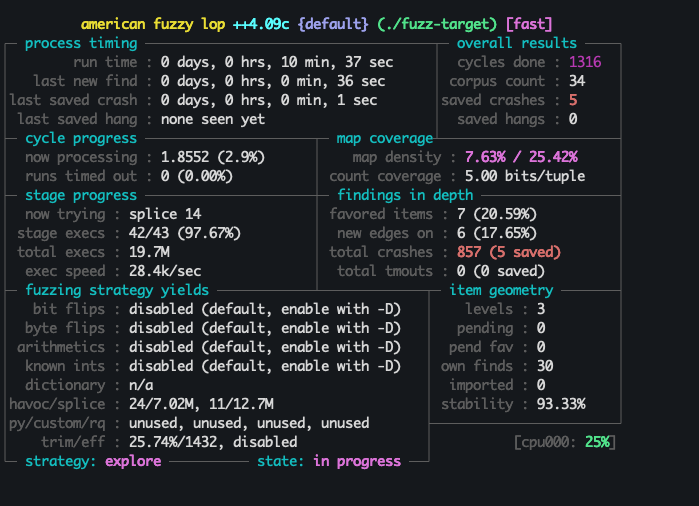 american fuzzy lop ++4.09c {default} (./fuzz-target) [fast]
process timing overall results
run time : 0 days, 0 hrs, 10 min, 37 sec cycles done : 1316
last new find : 0 days, 0 hrs, 0 min, 36 sec corpus count : 34
last saved crash : 0 days, 0 hrs, 0 min, 1 sec saved crashes : 5
last saved hang : none seen yet saved hangs : 0
cycle progress map coverage
now processing : 1.8552 (2.9%) map density : 7.63% / 25.42%
runs timed out : 0 (0.00%) count coverage : 5.00 bits/tuple
stage progress findings in depth
now trying : splice 14 favored items : 7 (20.59%)
stage execs : 42/43 (97.67%) new edges on : 6 (17.65%)
total execs : 19.7M total crashes : 857 (5 saved)
exec speed : 28.4k/sec total tmouts : 0 (0 saved)
fuzzing strategy yields item geometry
bit flips : disabled (default, enable with -D) levels : 3
byte flips : disabled (default, enable with -D) pending : 0
arithmetics : disabled (default, enable with -D) pend fav : 0
known ints : disabled (default, enable with -D) own finds : 30
dictionary : n/a imported : 0
havoc/splice : 24/7.02M, 11/12.7M stability : 93.33%
py/custom/rq : unused, unused, unused, unused
trim/eff : 25.74%/1432, disabled [cpu000: 25%]
strategy: explore state: in progress